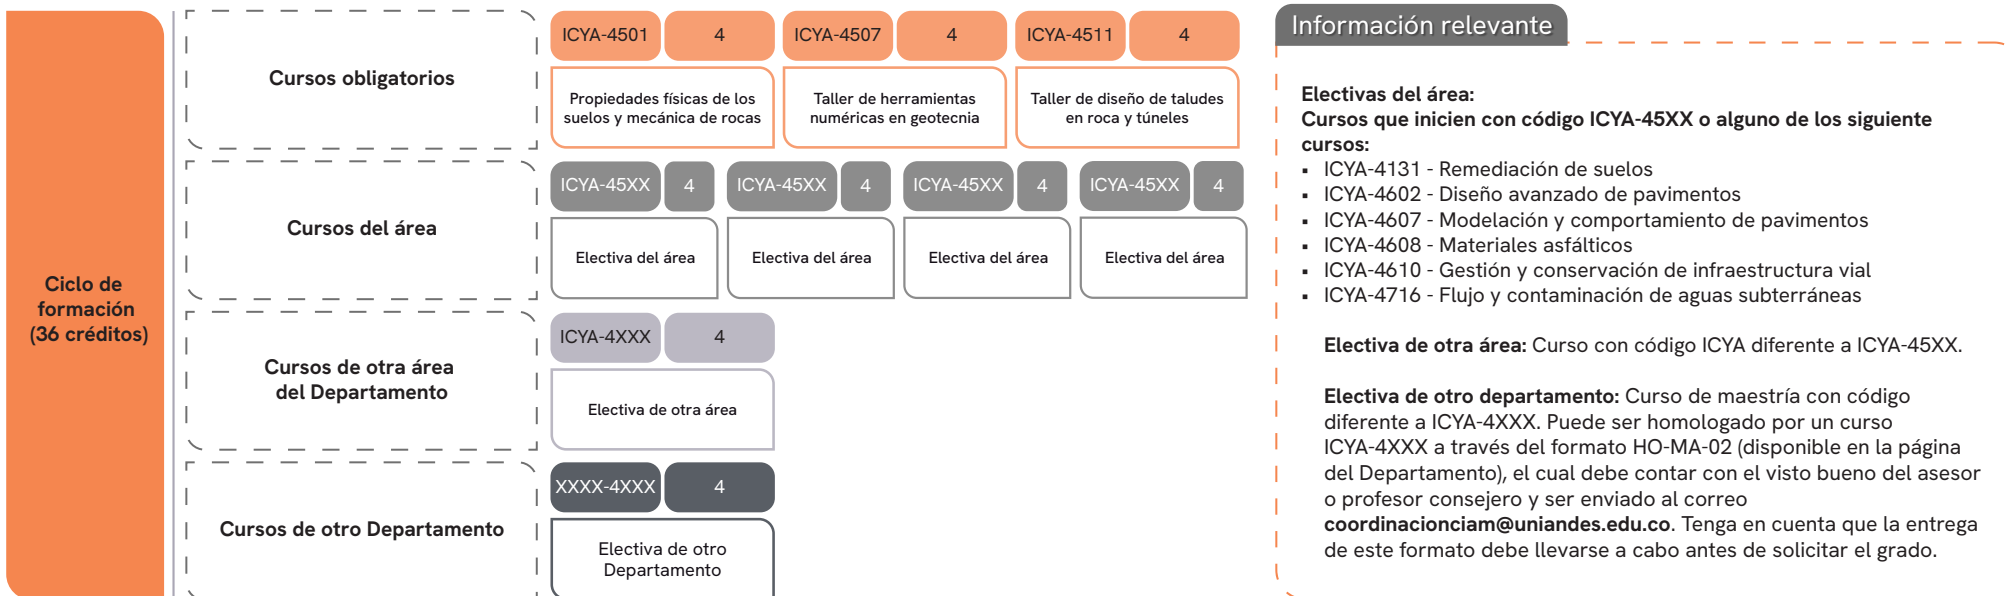 Ciclo de
formación
(36 créditos)
Cursos obligatorios
ICYA-4501 4 ICYA-4507 4 ICYA-4511 4
Propiedades físicas de los
suelos y mecánica de rocas
Taller de herramientas
numéricas en geotecnia
Taller de diseño de taludes
en roca y túneles
Cursos del área
ICYA-45XX 4 ICYA-45XX 4 ICYA-45XX 4 ICYA-45XX 4
Electiva del área Electiva del área Electiva del área Electiva del área
Cursos de otra área
del Departamento
ICYA-4XXX 4
Electiva de otra área
Cursos de otro Departamento
XXXX-4XXX 4
Electiva de otro
Departamento
Información relevante
Electivas del área:
Cursos que inicien con código ICYA-45XX o alguno de los siguiente
cursos:
▪ ICYA-4131 - Remediación de suelos
▪ ICYA-4602 - Diseño avanzado de pavimentos
▪ ICYA-4607 - Modelación y comportamiento de pavimentos
▪ ICYA-4608 - Materiales asfálticos
▪ ICYA-4610 - Gestión y conservación de infraestructura vial
▪ ICYA-4716 - Flujo y contaminación de aguas subterráneas
Electiva de otra área: Curso con código ICYA diferente a ICYA-45XX.
Electiva de otro departamento: Curso de maestría con código
diferente a ICYA-4XXX. Puede ser homologado por un curso
ICYA-4XXX a través del formato HO-MA-02 (disponible en la página
del Departamento), el cual debe contar con el visto bueno del asesor
o profesor consejero y ser enviado al correo
coordinacionciam@uniandes.edu.co. Tenga en cuenta que la entrega
de este formato debe llevarse a cabo antes de solicitar el grado.